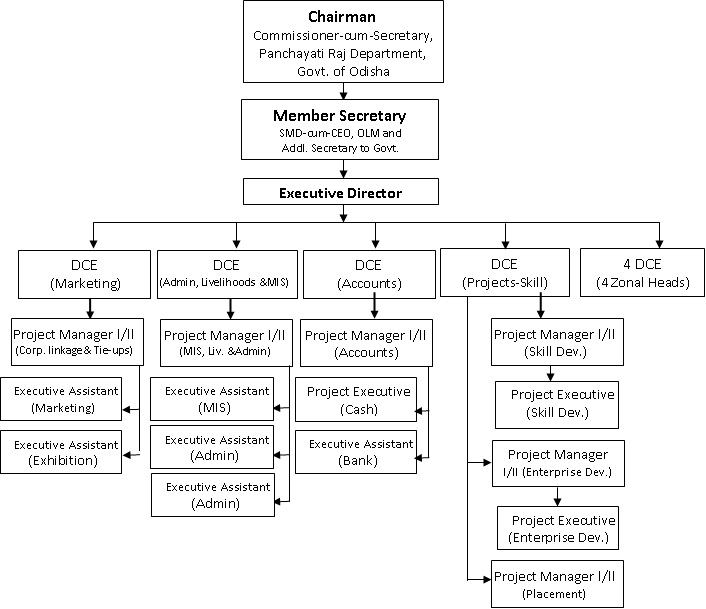 Chairman
Commissioner-cum-Secretary,
Panchayati Raj Department,
Govt. of Odisha
Member Secretary
SMD-cum-CEO, OLM and
Addl. Secretary to Govt.
Executive Director
DCE
(Marketing)
DCE
(Admin, Livelihoods &MIS)
DCE
(Accounts)
DCE
(Projects-Skill)
4 DCE
(4 Zonal Heads)
Project Manager I/II
(Corp. linkage & Tie-ups)
Executive Assistant
(Marketing)
Executive Assistant
(Exhibition)
Project Manager I/II
(MIS, Liv. &Admin)
Executive Assistant
(MIS)
Executive Assistant
(Admin)
Executive Assistant
(Admin)
Project Manager I/II
(Accounts)
Project Executive
(Cash)
Executive Assistant
(Bank)
Project Manager I/II
(Skill Dev.)
Project Executive
(Skill Dev.)
Project Manager
I/II (Enterprise Dev.)
Project Executive
(Enterprise Dev.)
Project Manager I/II
(Placement)